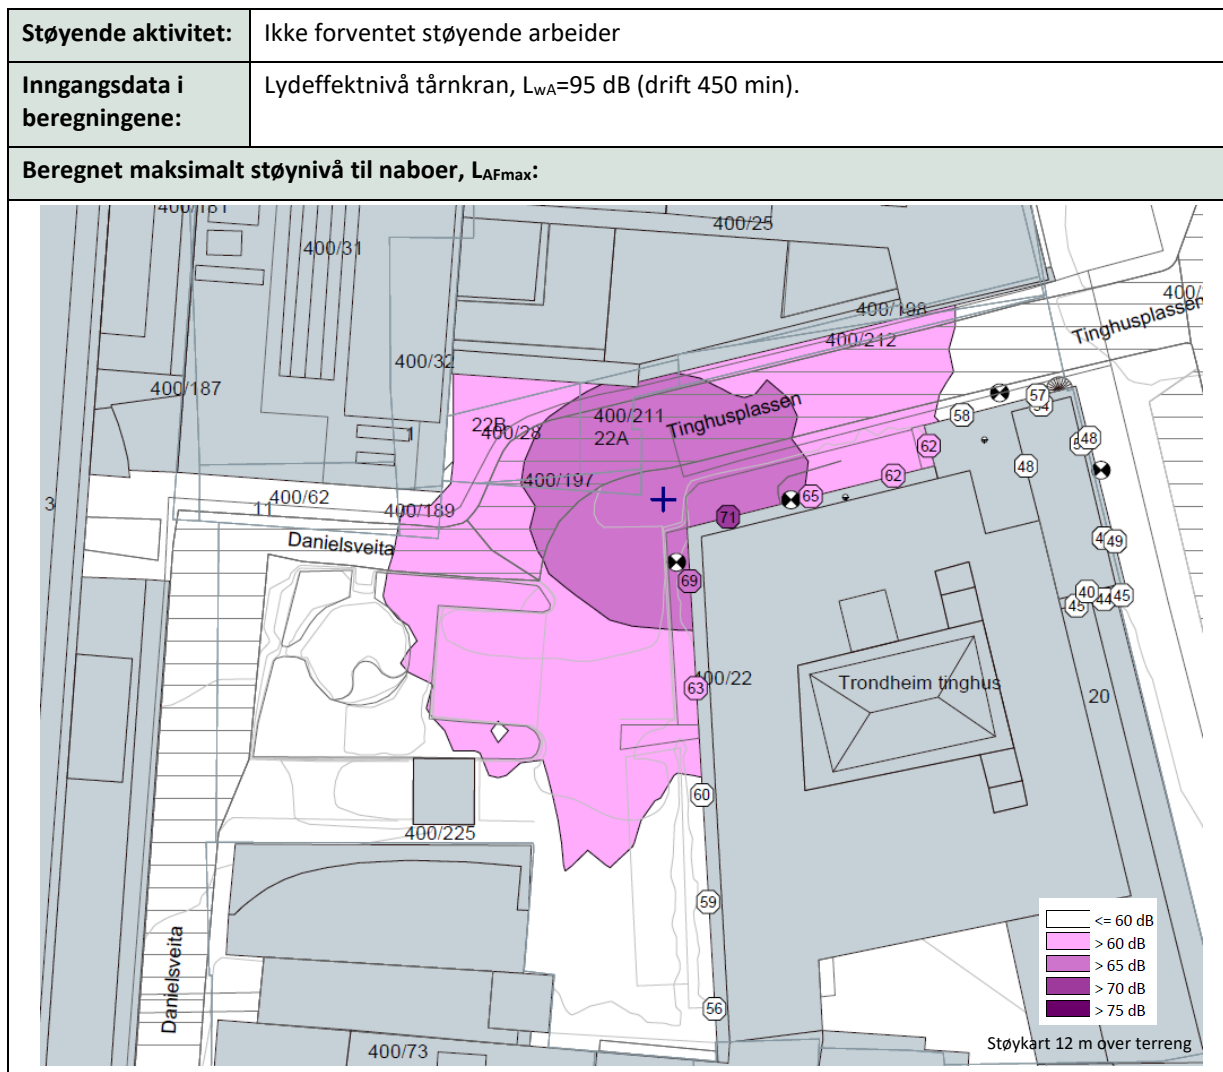 Støyende aktivitet: Ikke forventet støyende arbeider
Inngangsdata i beregningene: Lydeffektnivå tårnkran, LwA=95 dB (drift 450 min).
Beregnet maksimalt støynivå til naboer, LAFmax:
400/181
400/31
400/25
400/198
400/212
Tinghusplassen
400/32
400/187
400/211
22B
400/28
22A
Tinghusplassen
1
57
58
62
48
48
62
400/197
3
400/62
11
400/189
65
71
Danielsveita
69
49
40
45
44
45
63
400/22
Trondheim tinghus
20
60
400/225
59
Danielsveita
56
400/73
<= 60 dB
> 60 dB
> 65 dB
> 70 dB
> 75 dB
Støykart 12 m over terreng